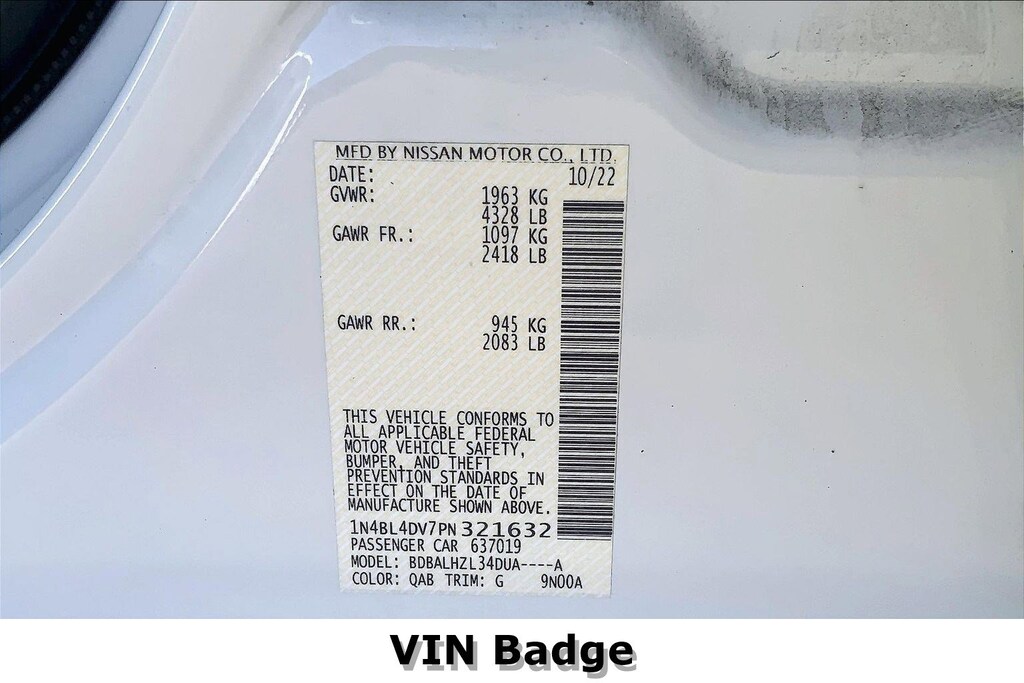 MFD BY NISSAN MOTOR CO., LTD.
DATE: 10/22
GVWR: 1963 KG
4328 LB
GAWR FR.: 1097 KG
2418 LB
GAWR RR.: 945 KG
2083 LB
THIS VEHICLE CONFORMS TO
ALL APPLICABLE FEDERAL
MOTOR VEHICLE SAFETY,
BUMPER, AND THEFT
PREVENTION STANDARDS IN
EFFECT ON THE DATE OF
MANUFACTURE SHOWN ABOVE.
1N4BL4DV7PN321632
PASSENGER CAR 637019
MODEL: BDBALHZL34DUA----A
COLOR: QAB TRIM: G 9N00A
VIN Badge